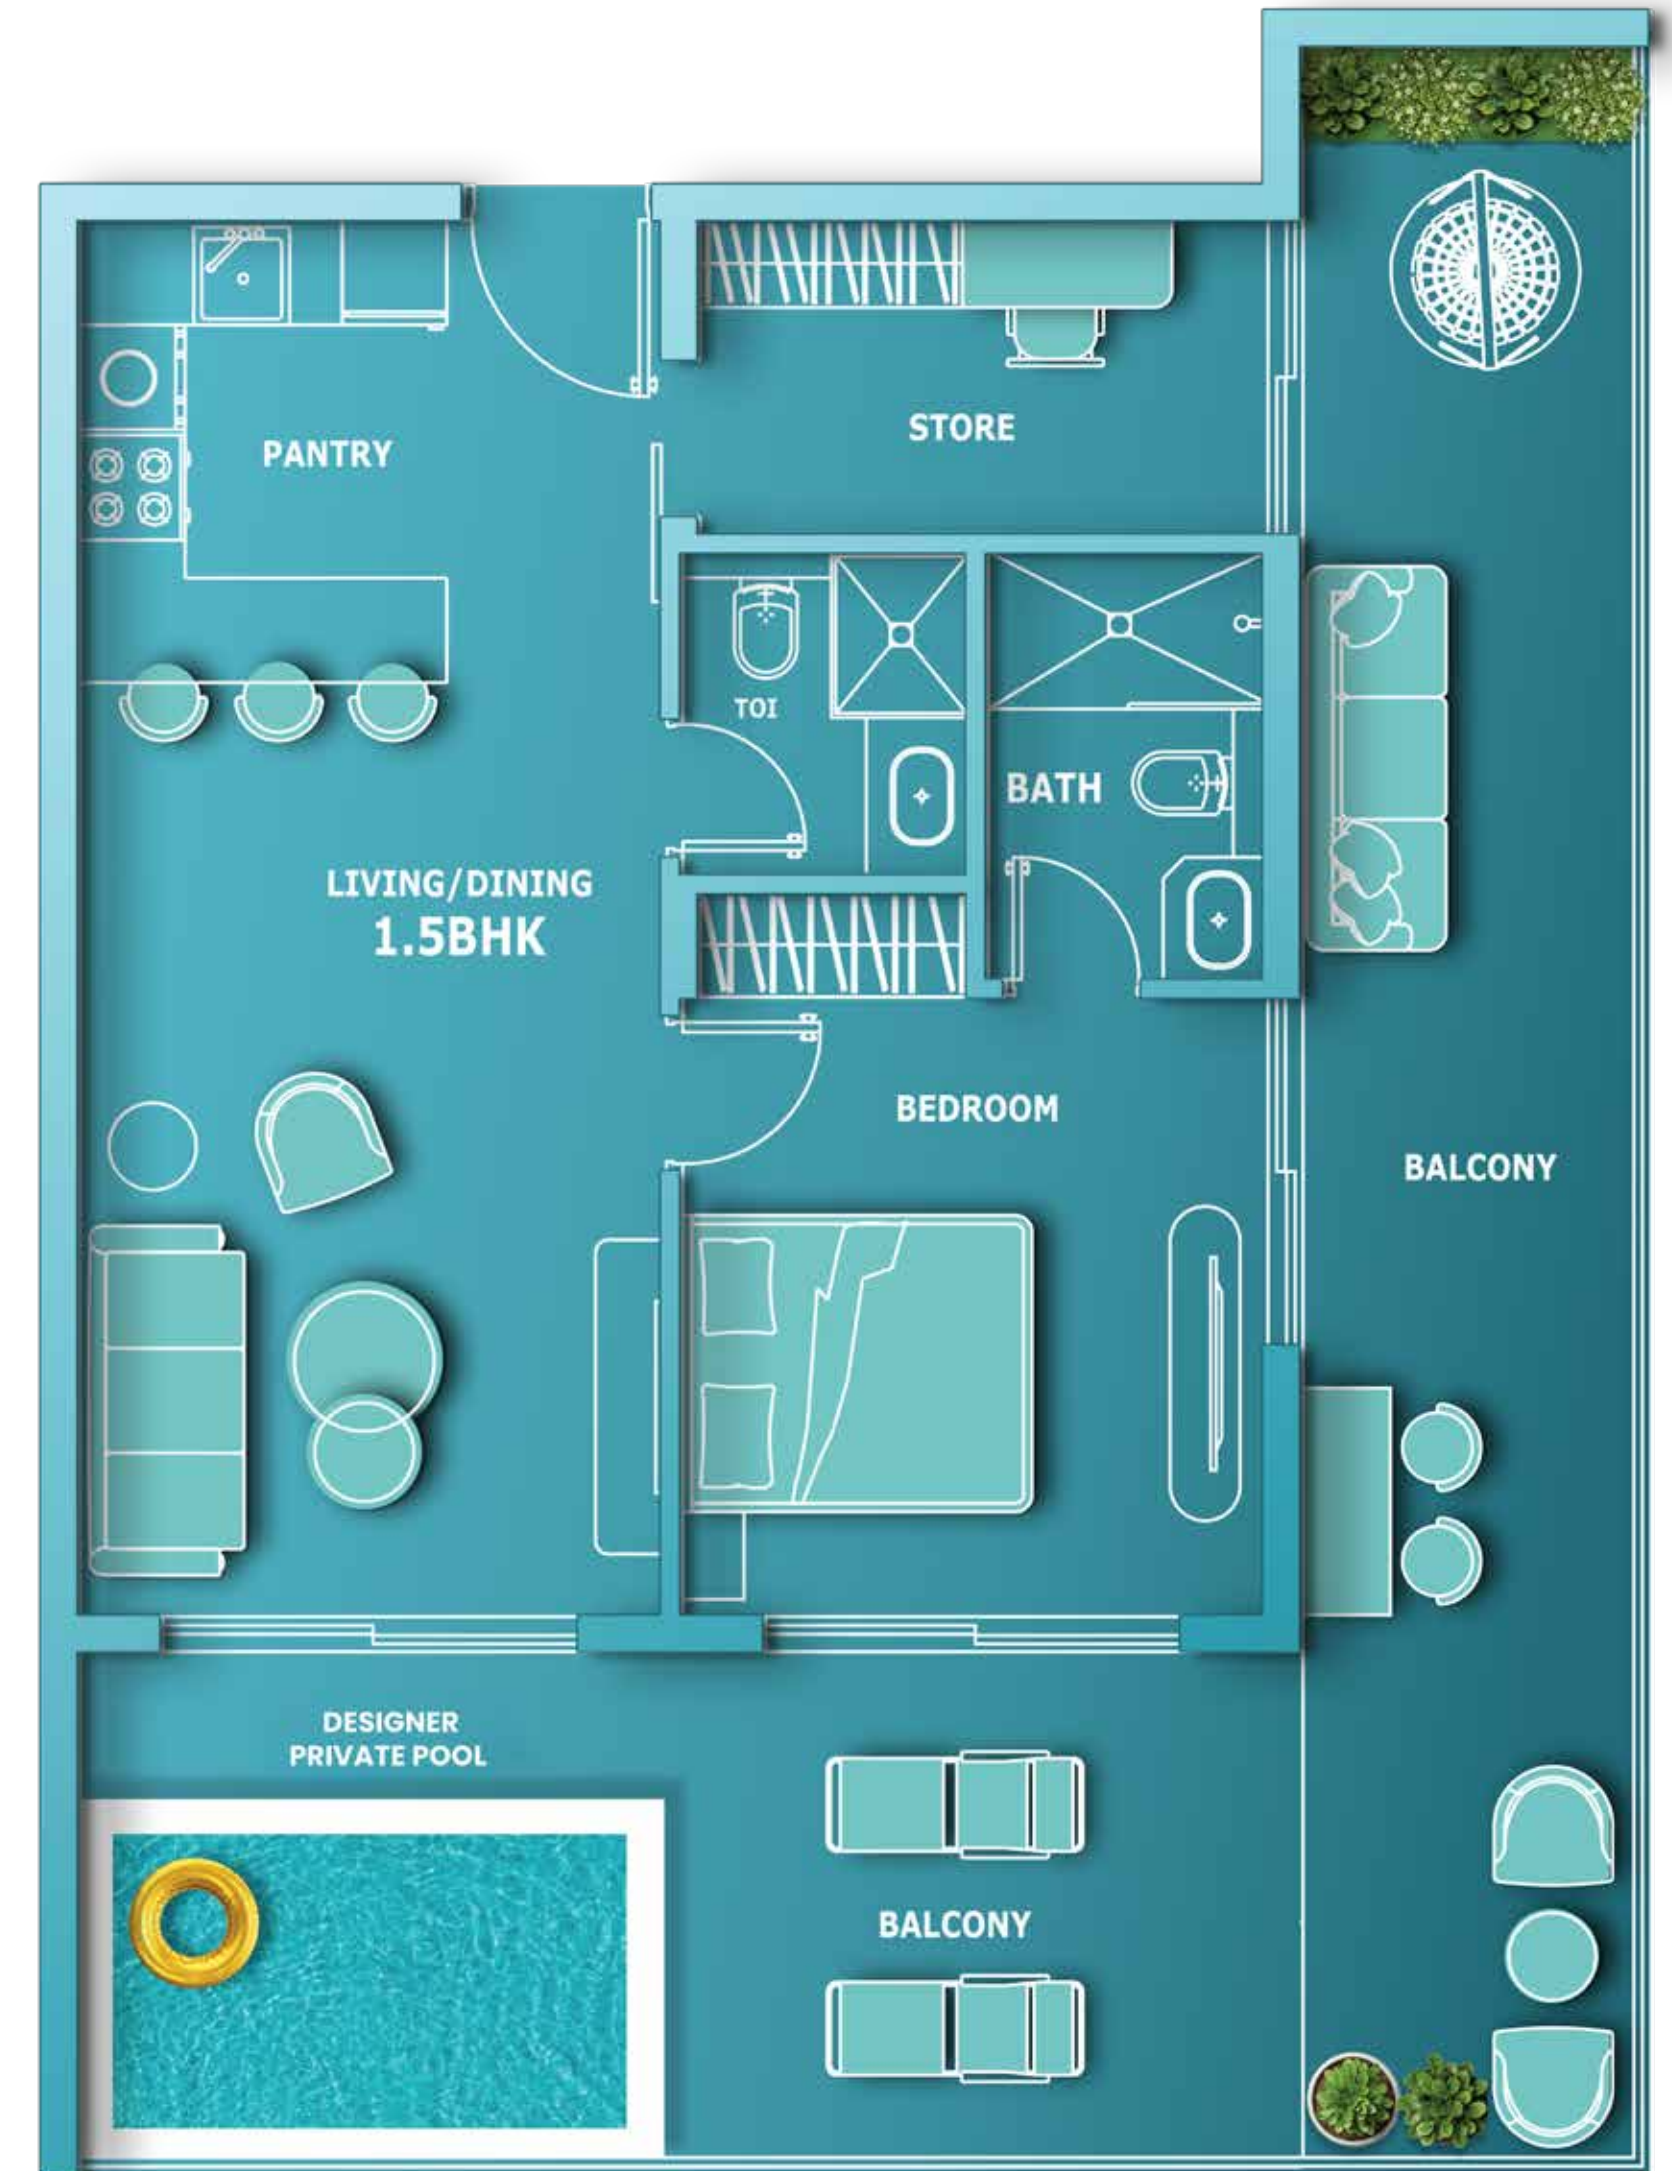 STORE
PANTRY
TOI
BATH
LIVING/DINING
1.5BHK
BEDROOM
BALCONY
DESIGNER
PRIVATE POOL
BALCONY